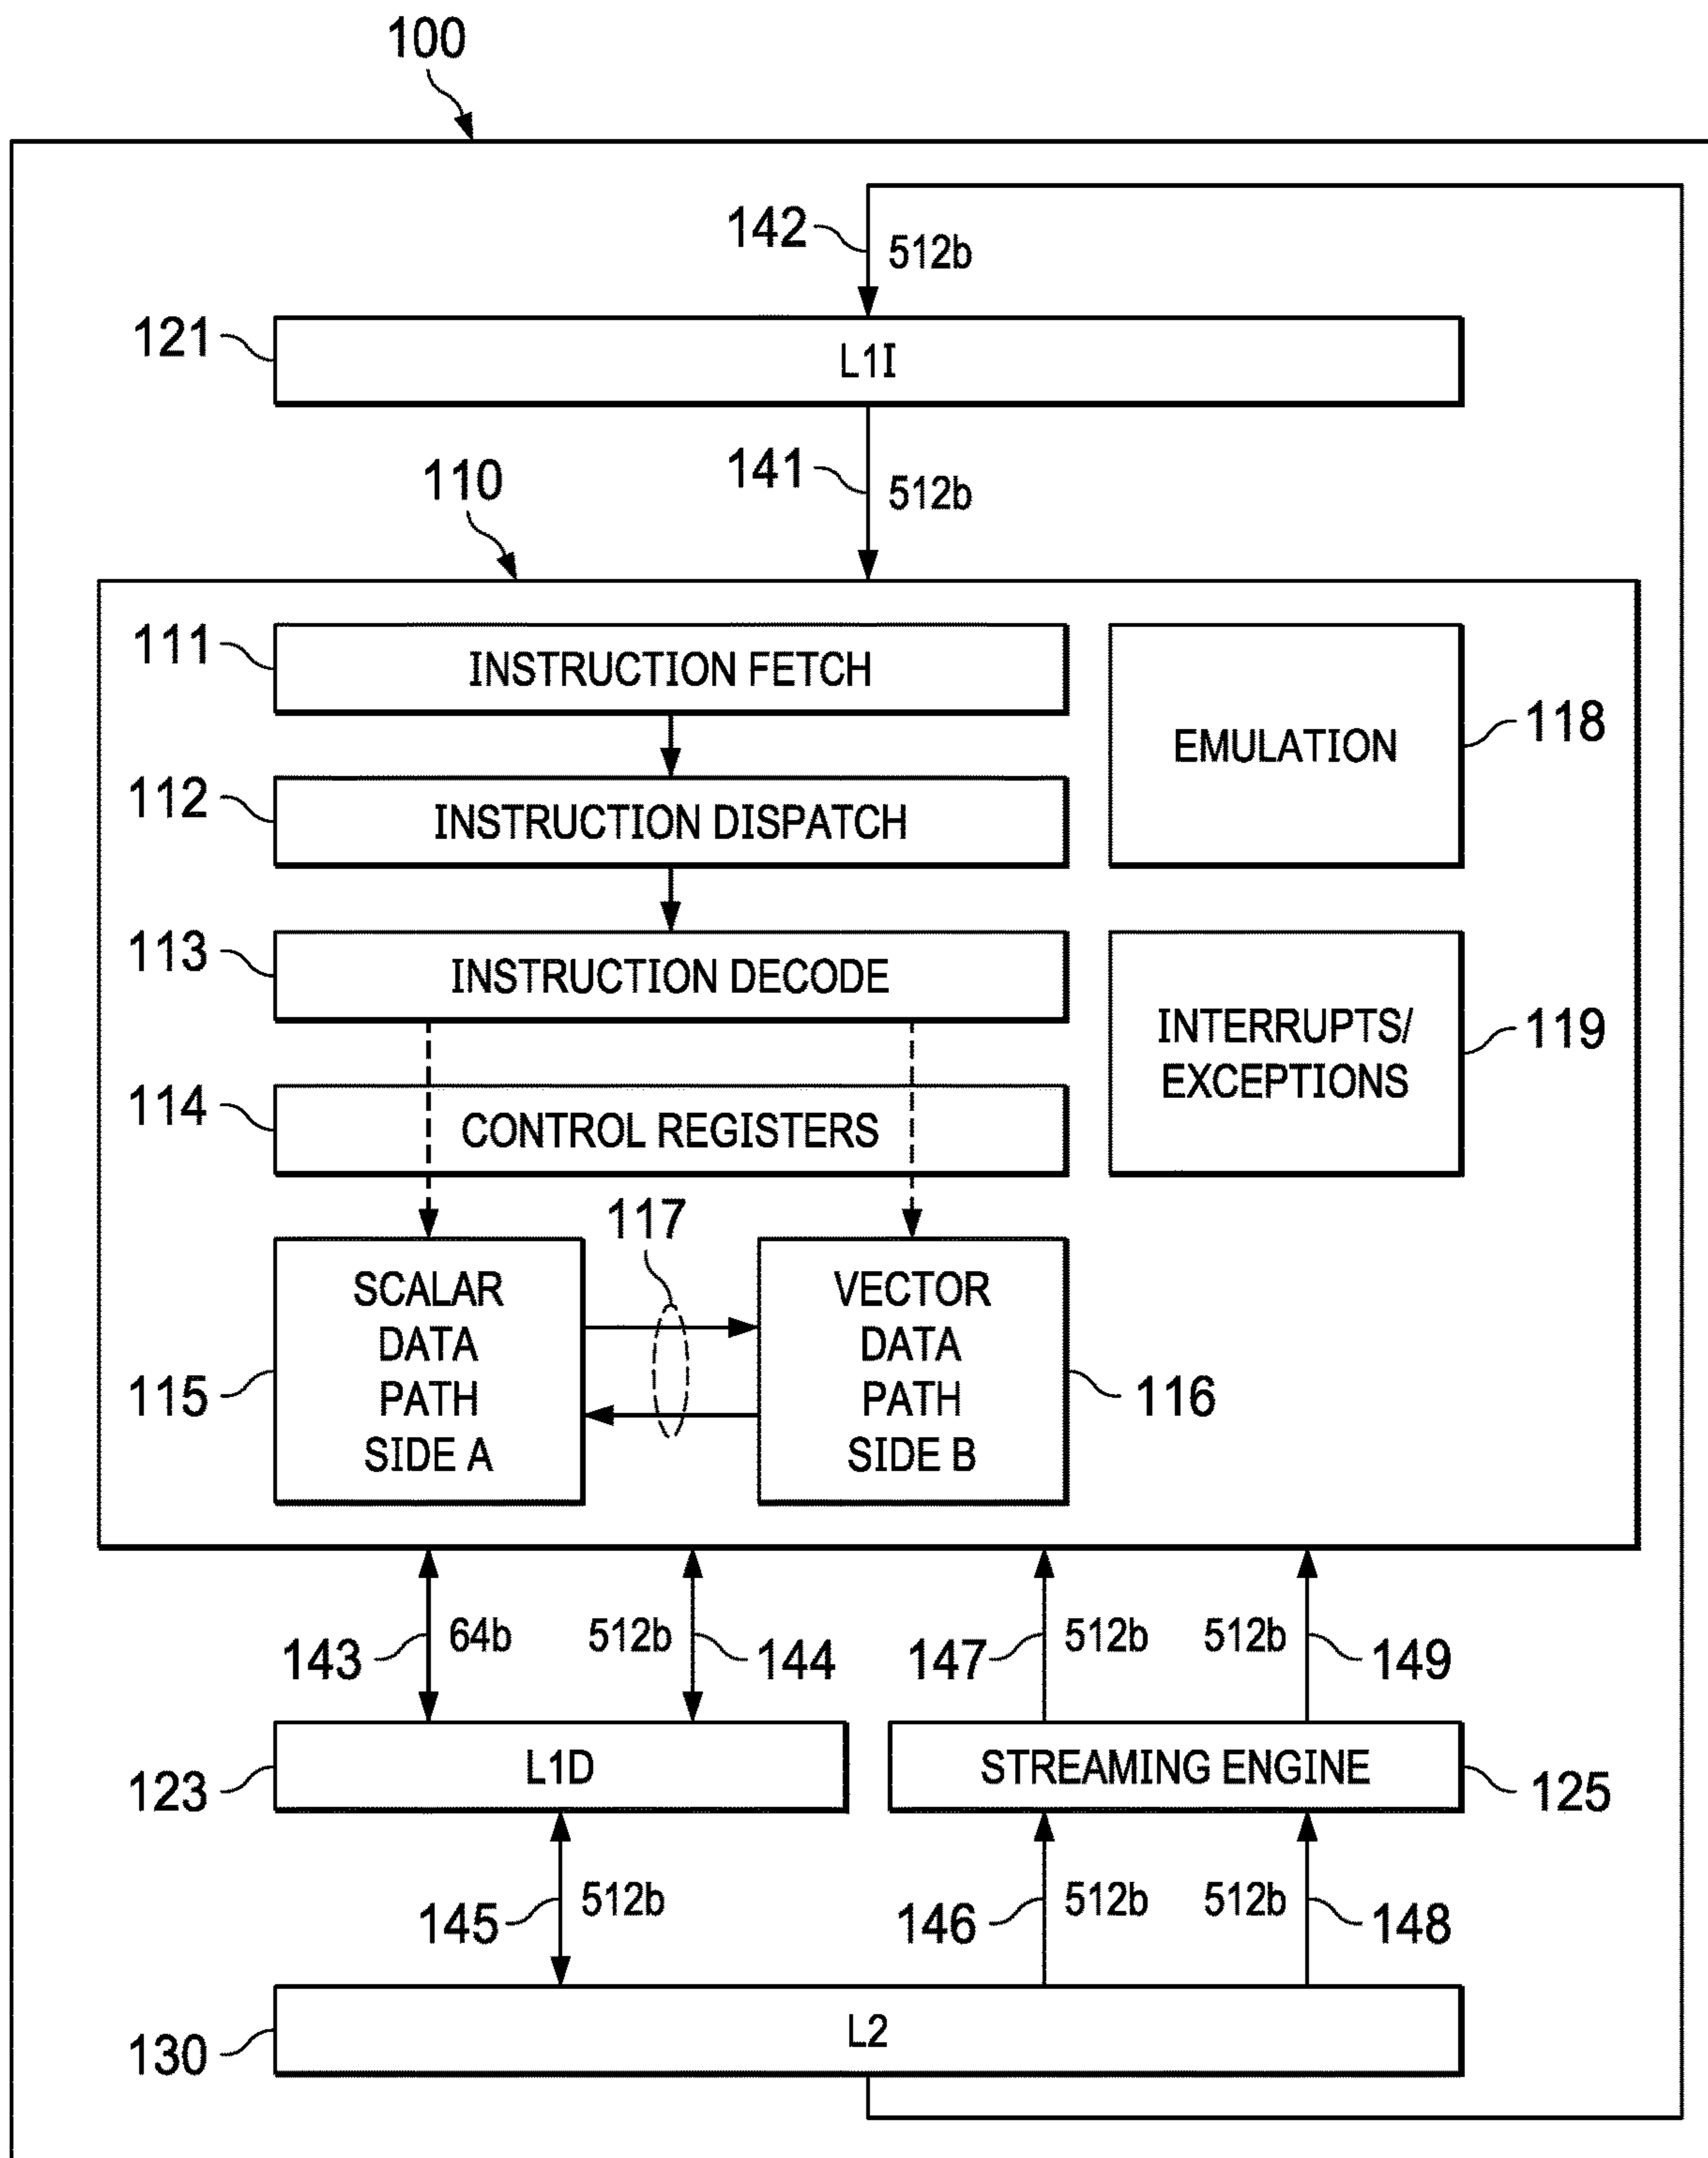 100
142
512b
121
L1I
141
512b
110
111
INSTRUCTION FETCH
EMULATION
118
112
INSTRUCTION DISPATCH
113
INSTRUCTION DECODE
INTERRUPTS/
EXCEPTIONS
119
114
CONTROL REGISTERS
117
SCALAR
DATA
PATH
SIDE A
115
VECTOR
DATA
PATH
SIDE B
116
143
64b
512b
144
147
512b
512b
149
123
L1D
STREAMING ENGINE
125
145
512b
146
512b
512b
148
130
L2